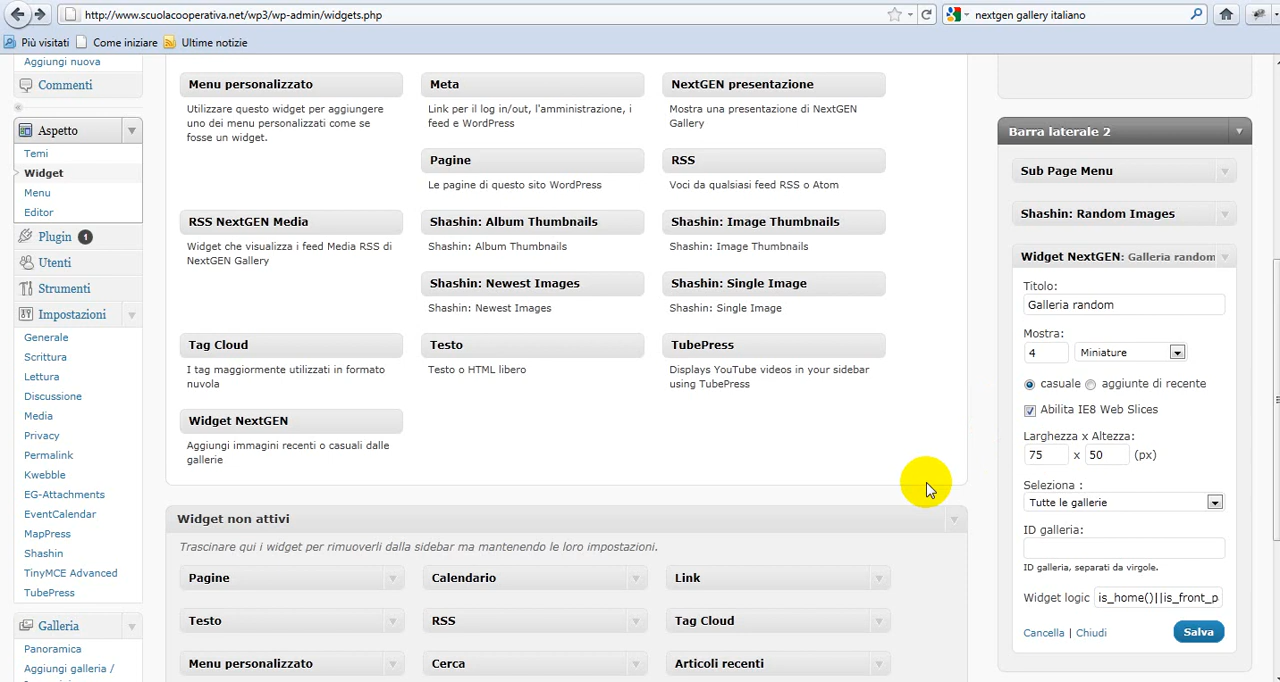 http://www.scuolacooperativa.net/wp3/wp-admin/widgets.php
nextgen gallery italiano
Più visitati
Come iniziare
Ultime notizie
Aggiungi nuova
Commenti
Aspetto
Temi
Widget
Menu
Editor
Plugin 1
Utenti
Strumenti
Impostazioni
Generale
Scrittura
Lettura
Discussione
Media
Privacy
Permalink
Kwebble
EG-Attachments
EventCalendar
MapPress
Shashin
TinyMCE Advanced
TubePress
Galleria
Panoramica
Aggiungi galleria /
Menu personalizzato
Utilizzare questo widget per aggiungere
uno dei menu personalizzati come se
fosse un widget.
Meta
Link per il log in/out, l'amministrazione, i
feed e WordPress
NextGEN presentazione
Mostra una presentazione di NextGEN
Gallery
Pagine
Le pagine di questo sito WordPress
RSS
Voci da qualsiasi feed RSS o Atom
RSS NextGEN Media
Widget che visualizza i feed Media RSS di
NextGEN Gallery
Shashin: Album Thumbnails
Shashin: Album Thumbnails
Shashin: Image Thumbnails
Shashin: Image Thumbnails
Shashin: Newest Images
Shashin: Newest Images
Shashin: Single Image
Shashin: Single Image
Tag Cloud
I tag maggiormente utilizzati in formato
nuvola
Testo
Testo o HTML libero
TubePress
Displays YouTube videos in your sidebar
using TubePress
Widget NextGEN
Aggiungi immagini recenti o casuali dalle
gallerie
Widget non attivi
Trascinare qui i widget per rimuoverli dalla sidebar ma mantenendo le loro impostazioni.
Pagine
Calendario
Link
Testo
RSS
Tag Cloud
Menu personalizzato
Cerca
Articoli recenti
Barra laterale 2
Sub Page Menu
Shashin: Random Images
Widget NextGEN: Galleria random
Titolo:
Galleria random
Mostra:
4
Miniature
casuale
aggiunte di recente
Abilita IE8 Web Slices
Larghezza x Altezza:
75 x 50 (px)
Seleziona :
Tutte le gallerie
ID galleria:
ID galleria, separati da virgole.
Widget logic is_home()||is_front_p
Cancella | Chiudi
Salva